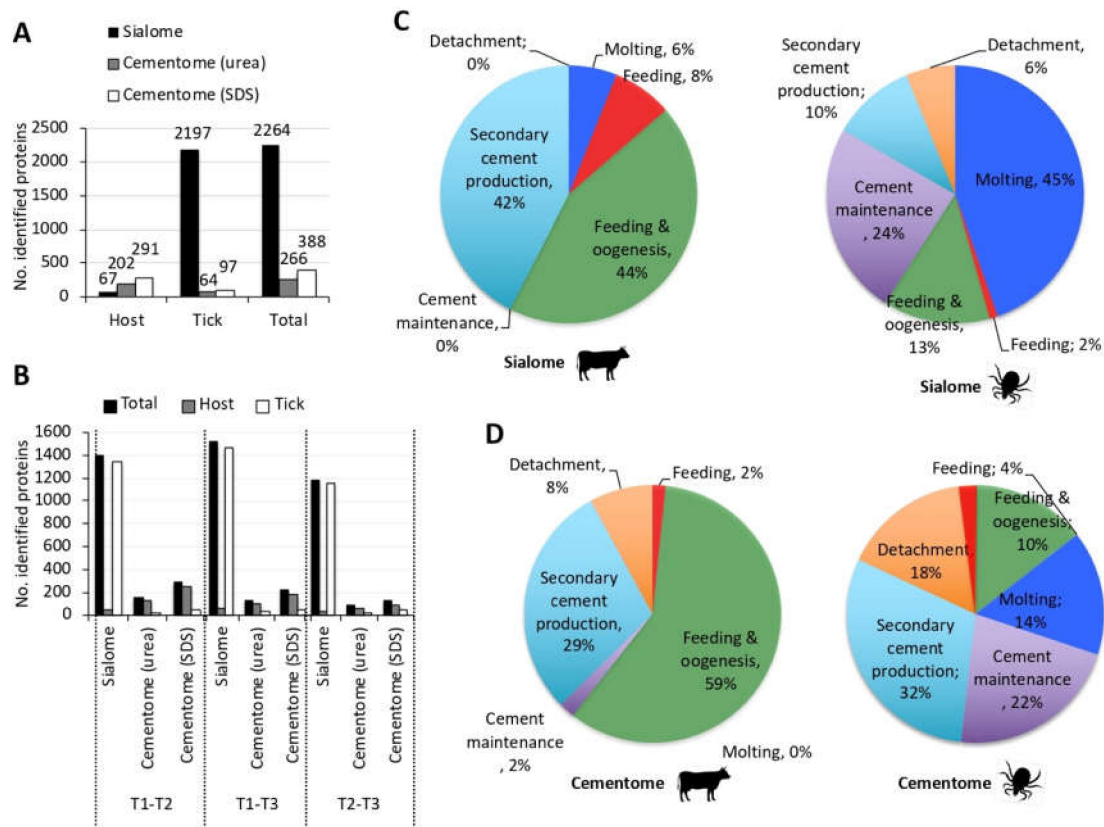 A
Sialome
Cementome (urea)
Cementome (SDS)
No. identified proteins
2500
2000
1500
1000
500
0
67
202
291
2197
64
97
2264
266
388
Host
Tick
Total
B
Total
Host
Tick
No. identified proteins
1600
1400
1200
1000
800
600
400
200
0
Sialome
Cementome (urea)
Cementome (SDS)
Sialome
Cementome (urea)
Cementome (SDS)
Sialome
Cementome (urea)
Cementome (SDS)
T1-T2
T1-T3
T2-T3
C
Detachment;
0%
Molting, 6%
Feeding, 8%
Secondary
cement
production,
42%
Feeding &
oogenesis,
44%
Cement
maintenance,
0%
Sialome
Secondary
cement
production;
10%
Detachment,
6%
Molting, 45%
Cement
maintenance
, 24%
Feeding &
oogenesis,
13%
Feeding; 2%
Sialome
D
Detachment,
8%
Feeding, 2%
Secondary
cement
production,
29%
Feeding &
oogenesis,
59%
Cement
maintenance
, 2%
Molting, 0%
Cementome
Feeding; 4%
Feeding &
oogenesis;
10%
Detachment,
18%
Molting;
14%
Secondary
cement
production;
32%
Cement
maintenance
, 22%
Cementome